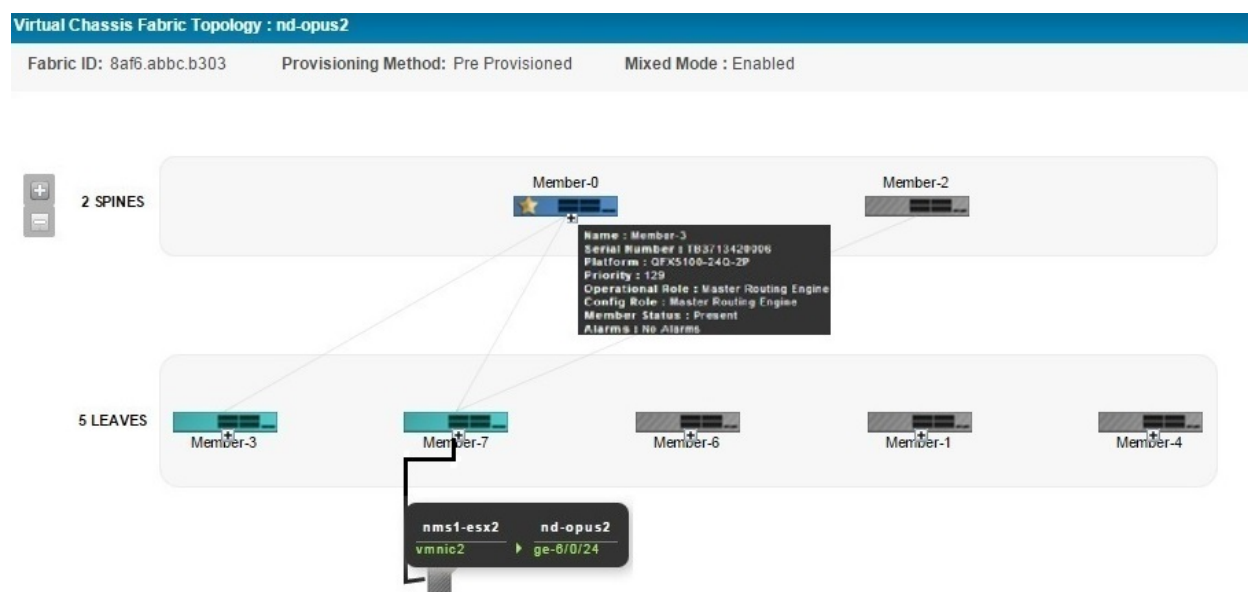 Virtual Chassis Fabric Topology : nd-opus2
Fabric ID: 8af6.abbc.b303 Provisioning Method: Pre Provisioned Mixed Mode : Enabled
2 SPINES
Member-0
Member-2
Name : Member-3
Serial Number : TB3713420006
Platform : QFX5100-24Q-2P
Priority : 129
Operational Role : Master Routing Engine
Config Role : Master Routing Engine
Member Status : Present
Alarms : No Alarms
5 LEAVES
Member-3
Member-7
Member-6
Member-1
Member-4
nms1-esx2 nd-opus2
vmnic2 ge-6/0/24